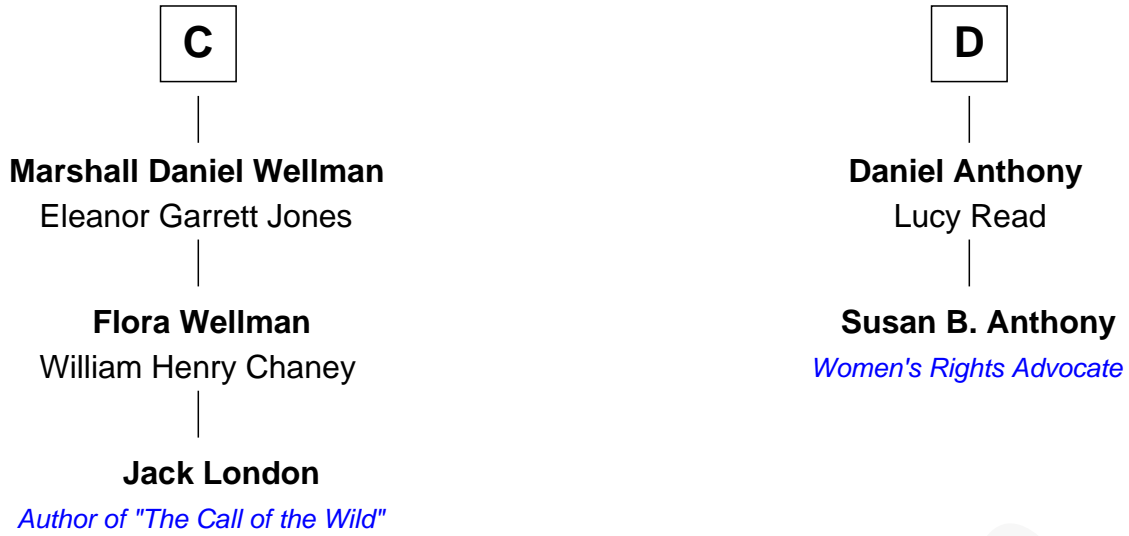 C
Marshall Daniel Wellman
Eleanor Garrett Jones
Flora Wellman
William Henry Chaney
Jack London
Author of "The Call of the Wild"
D
Daniel Anthony
Lucy Read
Susan B. Anthony
Women's Rights Advocate